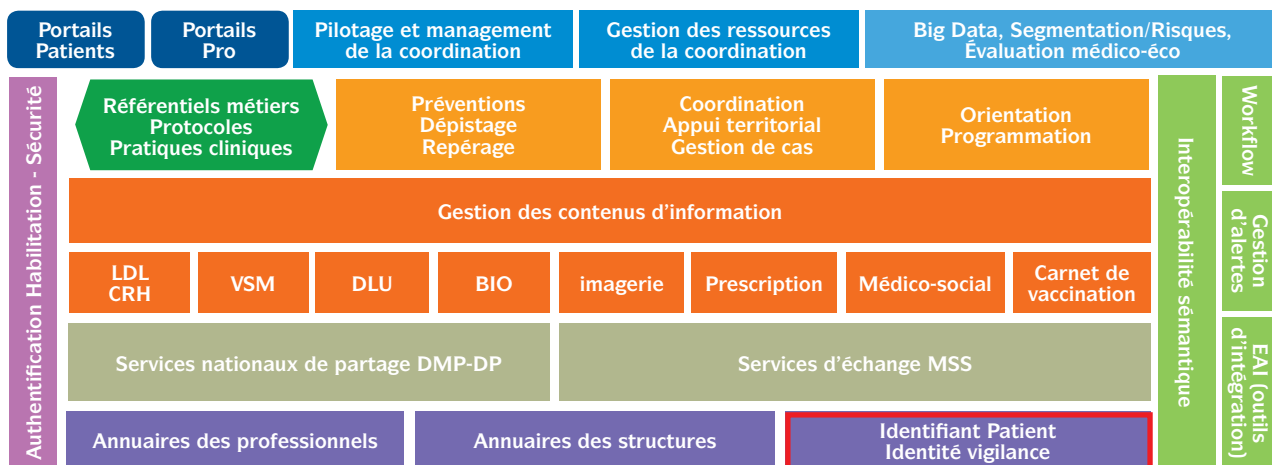 Portails
Patients
Portails
Pro
Pilotage et management
de la coordination
Gestion des ressources
de la coordination
Big Data, Segmentation/Risques,
Évaluation médico-éco
Authentification Habilitation - Sécurité
Référentiels métiers
Protocoles
Pratiques cliniques
Préventions
Dépistage
Repérage
Coordination
Appui territorial
Gestion de cas
Orientation
Programmation
Interopérabilité sémantique
Workflow
Gestion
d'alertes
EAI (outils
d'intégration)
Gestion des contenus d'information
LDL
CRH
VSM
DLU
BIO
imagerie
Prescription
Médico-social
Carnet de
vaccination
Services nationaux de partage DMP-DP
Services d'échange MSS
Annuaires des professionnels
Annuaires des structures
Identifiant Patient
Identité vigilance